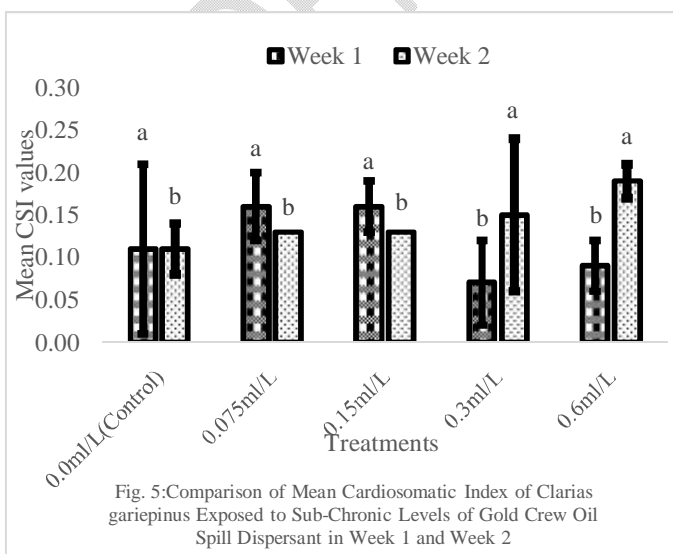 Week 1 Week 2
0.30
0.25
0.20
0.15
0.10
0.05
0.00
Mean CSI values
a b a b a b b a b a
0.0ml/L(Control) 0.075ml/L 0.15ml/L 0.3ml/L 0.6ml/L
Treatments
Fig. 5:Comparison of Mean Cardiosomatic Index of Clarias
gariepinus Exposed to Sub-Chronic Levels of Gold Crew Oil
Spill Dispersant in Week 1 and Week 2